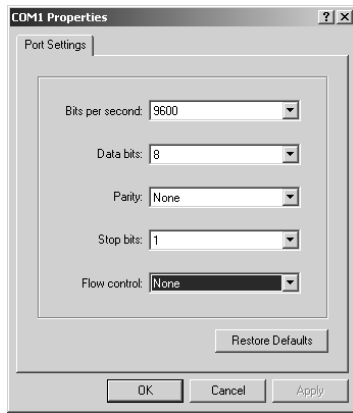 COM1 Properties
Port Settings
Bits per second: 9600
Data bits: 8
Parity: None
Stop bits: 1
Flow control: None
Restore Defaults
OK Cancel Apply